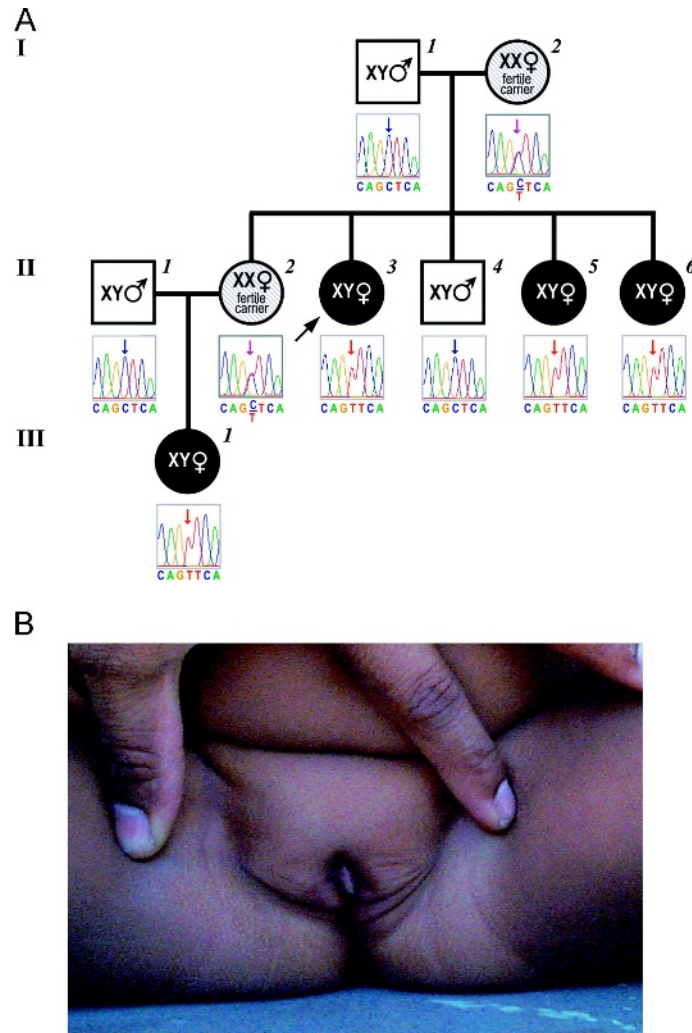 A
I
1
XY♂
2
XX♀
fertile
carrier
CAGCTCA
CAGCTCA
T
II
1
XY♂
2
XX♀
fertile
carrier
3
XY♀
4
XY♂
5
XY♀
6
XY♀
CAGCTCA
CAGCTCA
T
CAGTTCA
CAGCTCA
CAGTTCA
CAGTTCA
III
1
XY♀
CAGTTCA
B